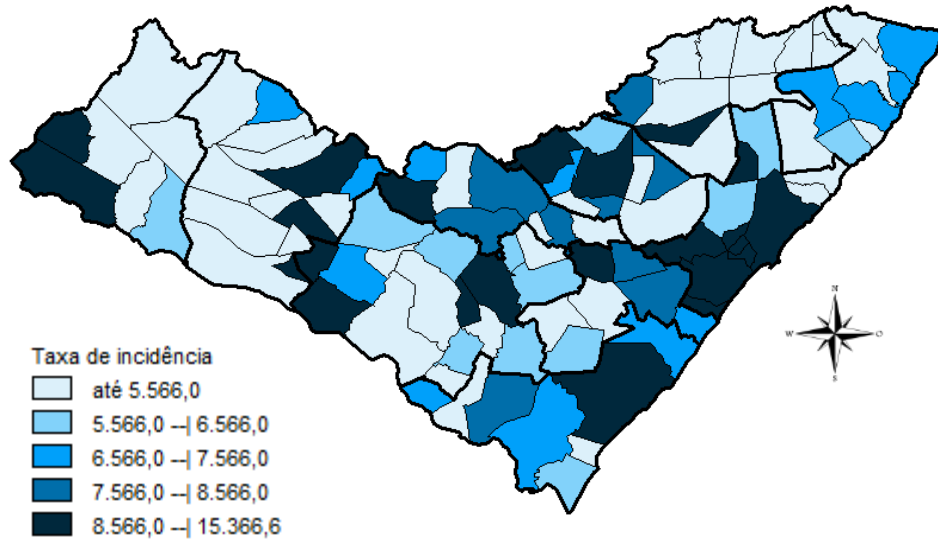 N
W
O
S
Taxa de incidência
até 5.566,0
5.566,0 --| 6.566,0
6.566,0 --| 7.566,0
7.566,0 --| 8.566,0
8.566,0 --| 15.366,6